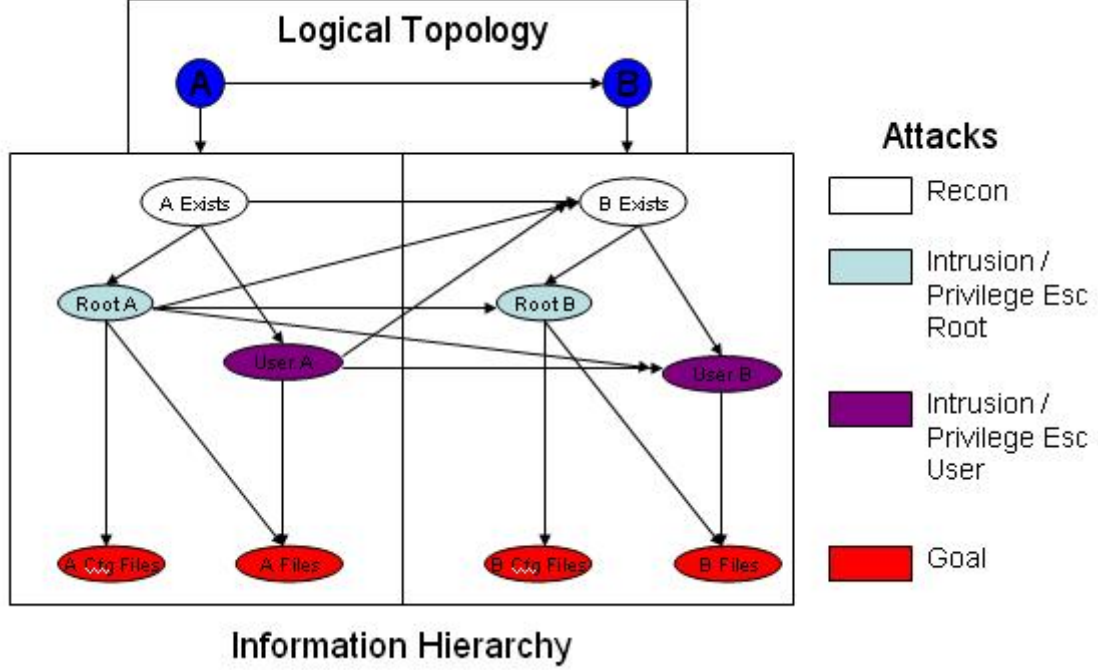 Logical Topology
A
B
Attacks
A Exists
B Exists
Recon
Root A
Root B
Intrusion /
Privilege Esc
Root
User A
User B
Intrusion /
Privilege Esc
User
A Cfg Files
A Files
B Cfg Files
B Files
Goal
Information Hierarchy